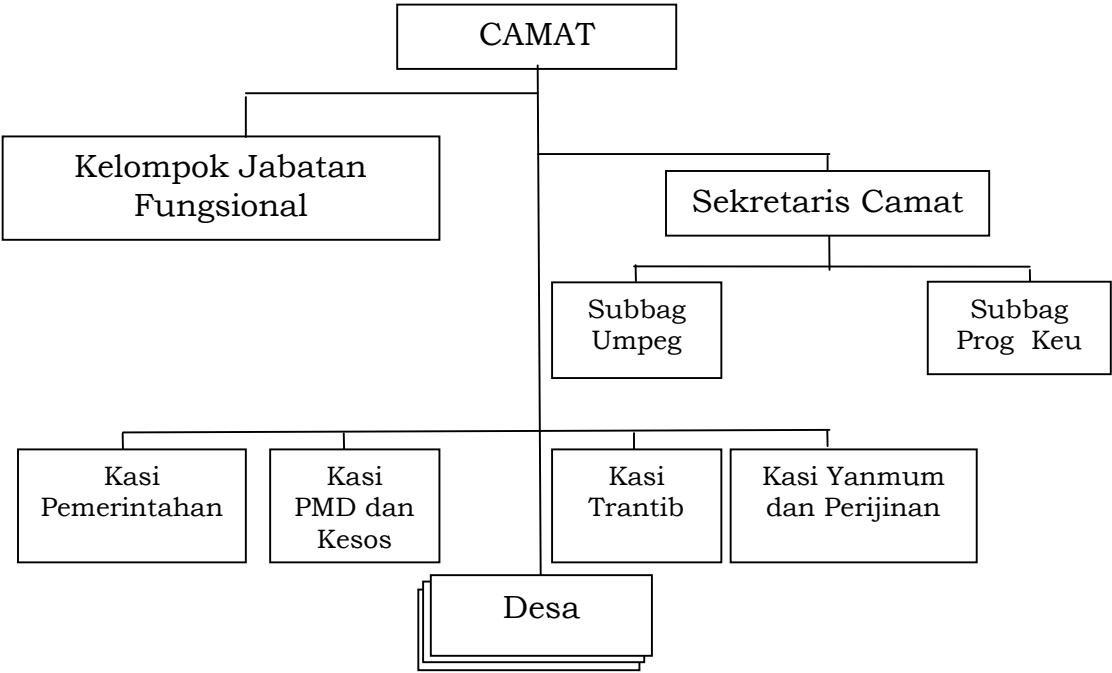 CAMAT
Kelompok Jabatan
Fungsional
Sekretaris Camat
Subbag
Umpeg
Subbag
Prog Keu
Kasi
Pemerintahan
Kasi
PMD dan
Kesos
Kasi
Trantib
Kasi Yanmum
dan Perijinan
Desa